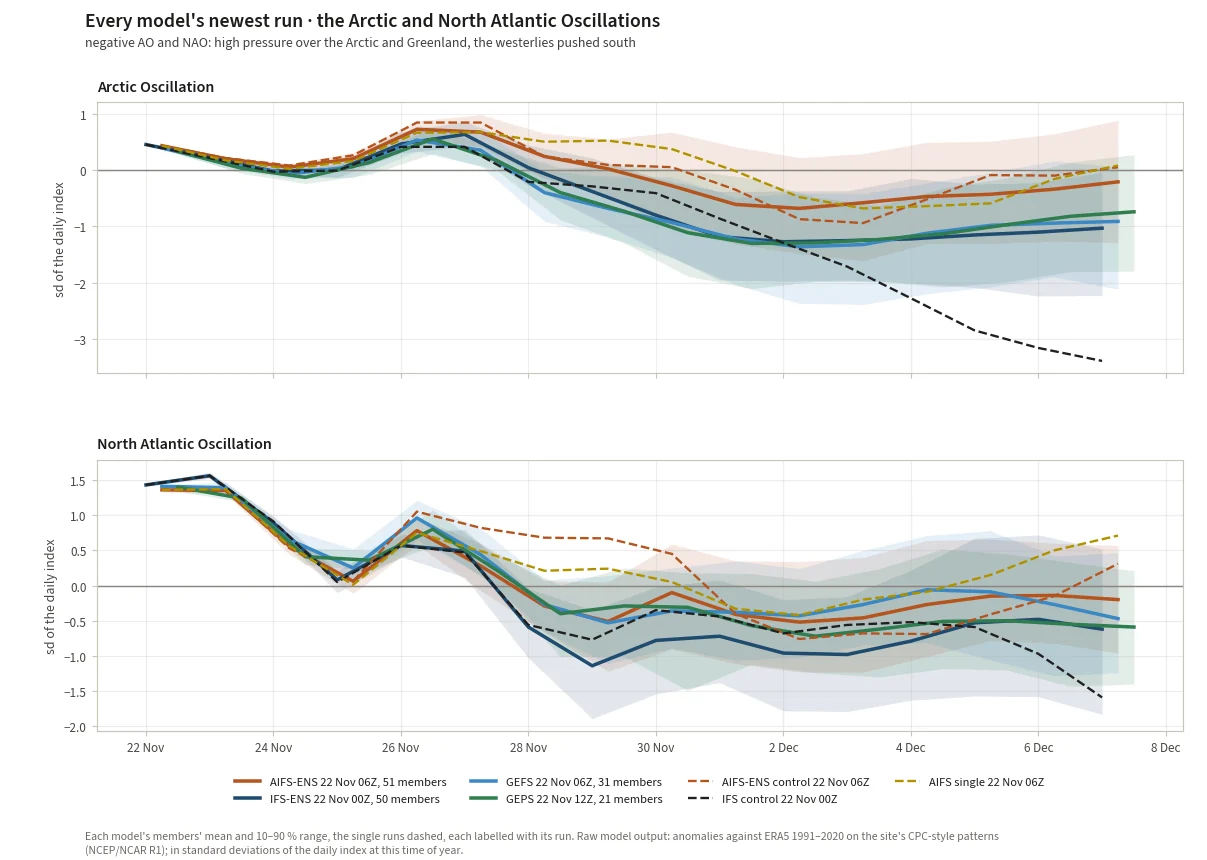 Every model's newest run · the Arctic and North Atlantic Oscillations
negative AO and NAO: high pressure over the Arctic and Greenland, the westerlies pushed south
Arctic Oscillation
sd of the daily index
1
0
−1
−2
−3
North Atlantic Oscillation
sd of the daily index
1.5
1.0
0.5
0.0
−0.5
−1.0
−1.5
−2.0
22 Nov 24 Nov 26 Nov 28 Nov 30 Nov 2 Dec 4 Dec 6 Dec 8 Dec
AIFS-ENS 22 Nov 06Z, 51 members GEFS 22 Nov 06Z, 31 members AIFS-ENS control 22 Nov 06Z AIFS single 22 Nov 06Z
IFS-ENS 22 Nov 00Z, 50 members GEPS 22 Nov 12Z, 21 members IFS control 22 Nov 00Z
Each model's members' mean and 10–90 % range, the single runs dashed, each labelled with its run. Raw model output: anomalies against ERA5 1991–2020 on the site's CPC-style patterns
(NCEP/NCAR R1); in standard deviations of the daily index at this time of year.